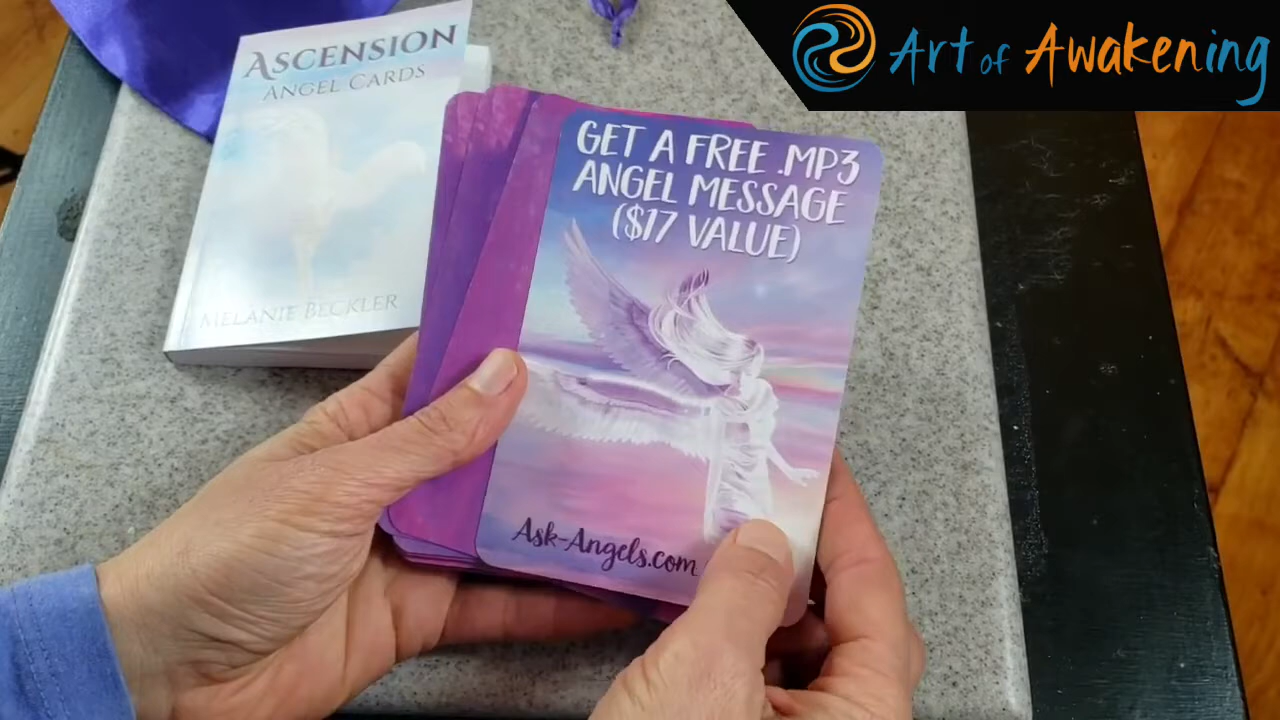 Art of Awakening
ASCENSION
ANGEL CARDS
MELANIE BECKLER
GET A FREE .MP3
ANGEL MESSAGE
($17 VALUE)
Ask-Angels.com